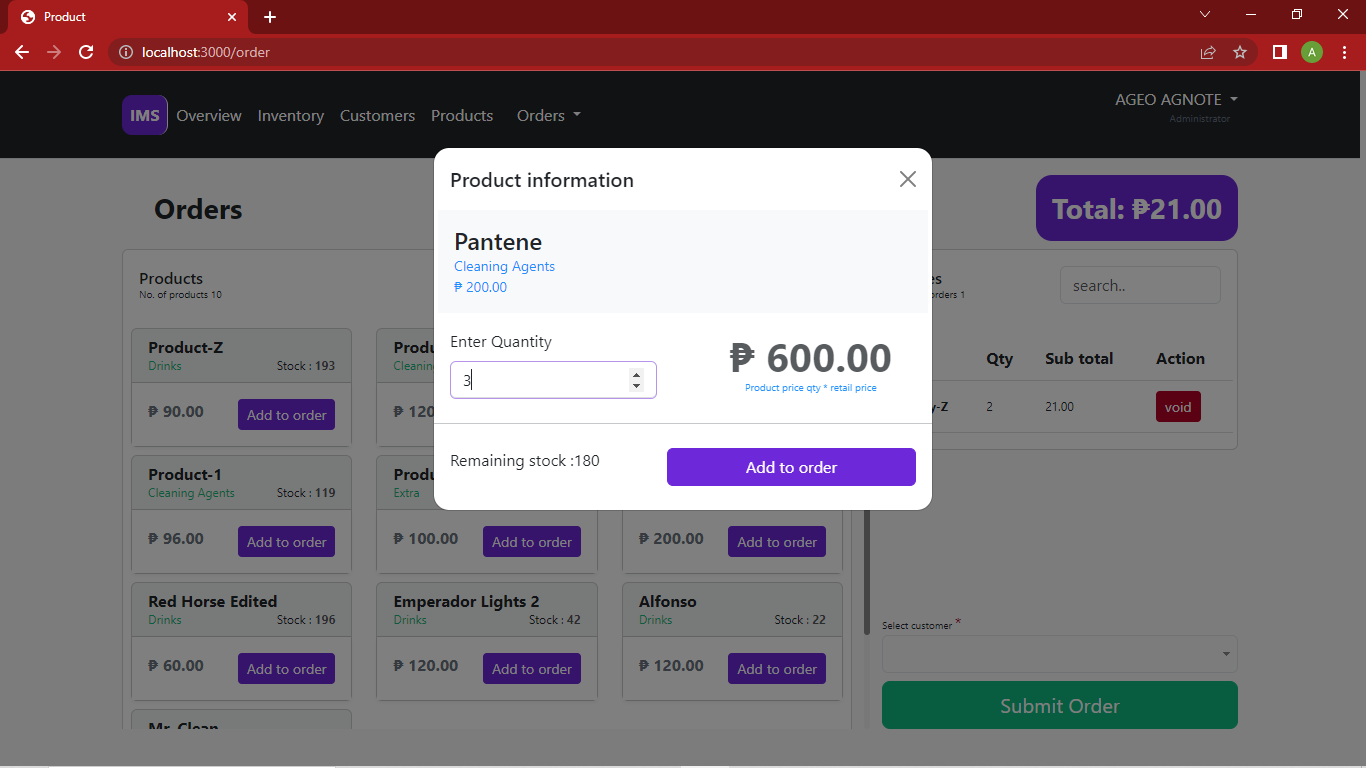 Product
localhost:3000/order
A
IMS Overview Inventory Customers Products Orders
AGEO AGNOTE
Administrator
Product information
Pantene
Cleaning Agents
₱ 200.00
Enter Quantity
3
₱ 600.00
Product price qty * retail price
Remaining stock :180
Add to order
Orders
Total: ₱21.00
Products
No. of products 10
Product-Z
Drinks
Stock : 193
₱ 90.00
Add to order
Product-1
Cleaning Agents
Stock : 119
₱ 96.00
Add to order
Extra
₱ 100.00
Add to order
₱ 200.00
Add to order
Red Horse Edited
Drinks
Stock : 196
₱ 60.00
Add to order
Emperador Lights 2
Drinks
Stock : 42
₱ 120.00
Add to order
Alfonso
Drinks
Stock : 22
₱ 120.00
Add to order
Mr. Clean
orders 1
search..
Qty Sub total Action
y-Z 2 21.00 void
Select customer *
Submit Order